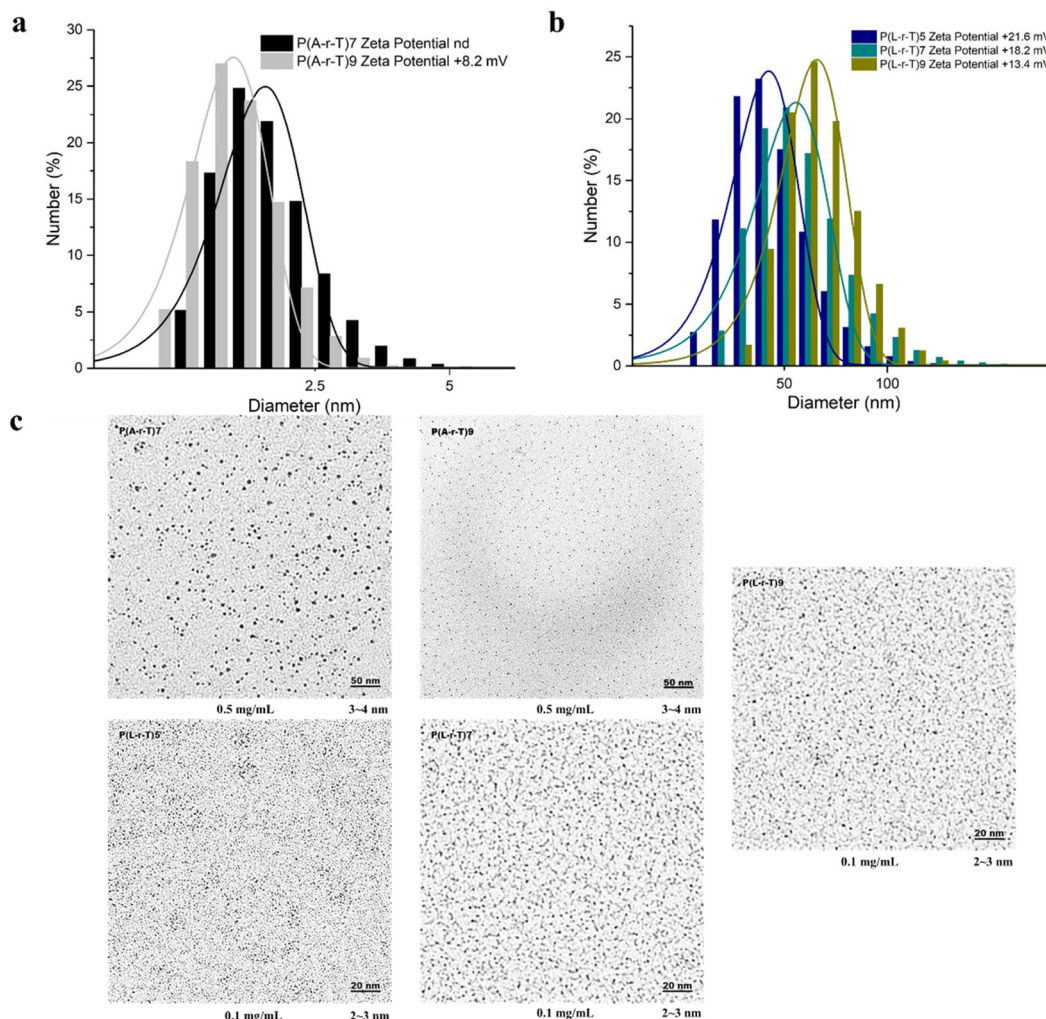 a
P(A-r-T)7 Zeta Potential nd
P(A-r-T)9 Zeta Potential +8.2 mV
30
25
20
15
10
5
0
Number (%)
2.5
5
Diameter (nm)
b
P(L-r-T)5 Zeta Potential +21.6 mV
P(L-r-T)7 Zeta Potential +18.2 mV
P(L-r-T)9 Zeta Potential +13.4 mV
25
20
15
10
5
0
Number (%)
50
100
Diameter (nm)
c
P(A-r-T)7
50 nm
0.5 mg/mL 3~4 nm
P(A-r-T)9
50 nm
0.5 mg/mL 3~4 nm
P(L-r-T)9
20 nm
0.1 mg/mL 2~3 nm
P(L-r-T)5
20 nm
0.1 mg/mL 2~3 nm
P(L-r-T)7
20 nm
0.1 mg/mL 2~3 nm